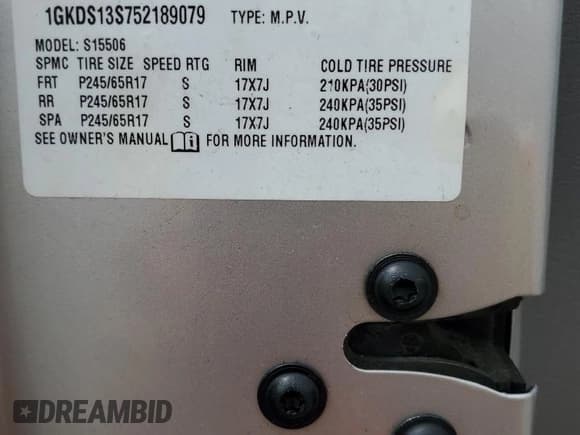 1GKDS13S752189079 TYPE: M.P.V.
MODEL: S15506
SPMC TIRE SIZE SPEED RTG RIM COLD TIRE PRESSURE
FRT P245/65R17 S 17X7J 210KPA(30PSI)
RR P245/65R17 S 17X7J 240KPA(35PSI)
SPA P245/65R17 S 17X7J 240KPA(35PSI)
SEE OWNER'S MANUAL FOR MORE INFORMATION.
DREAMBID